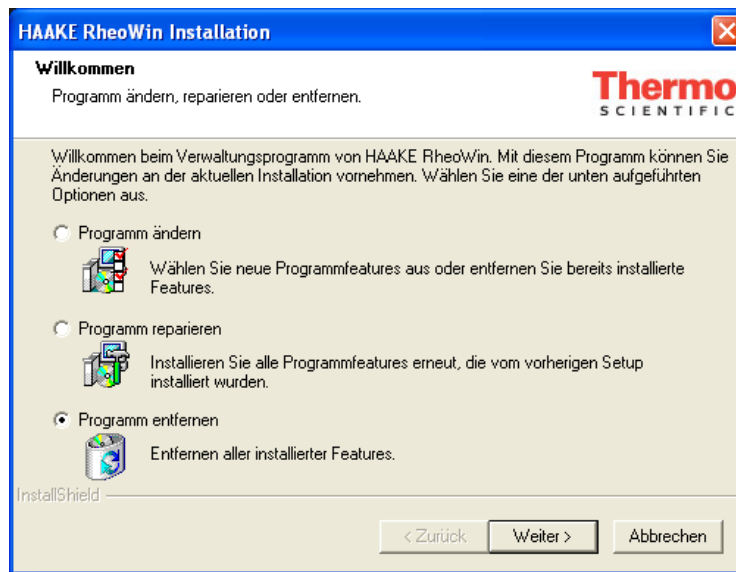 HAAKE RheoWin Installation
Willkommen
Programm ändern, reparieren oder entfernen.
Thermo
SCIENTIFIC
Willkommen beim Verwaltungsprogramm von HAAKE RheoWin. Mit diesem Programm können Sie
Änderungen an der aktuellen Installation vornehmen. Wählen Sie eine der unten aufgeführten
Optionen aus.
Programm ändern
Wählen Sie neue Programmfeatures aus oder entfernen Sie bereits installierte
Features.
Programm reparieren
Installieren Sie alle Programmfeatures erneut, die vom vorherigen Setup
installiert wurden.
Programm entfernen
Entfernen aller installierter Features.
InstallShield
< Zurück
Weiter >
Abbrechen